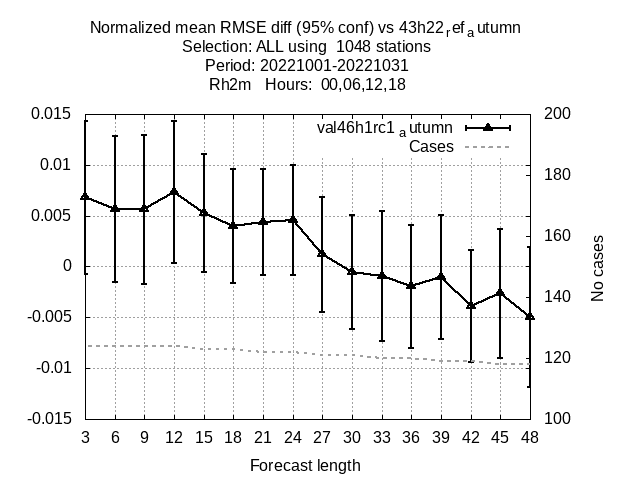 Normalized mean RMSE diff (95% conf) vs 43h22refautumn
Selection: ALL using  1048 stations
Period: 20221001-20221031
Rh2m   Hours:  00,06,12,18
val46h1rc1autumn
Cases
0.015
0.01
0.005
0
-0.005
-0.01
-0.015
200
180
160
140
120
100
No cases
3 6 9 12 15 18 21 24 27 30 33 36 39 42 45 48
Forecast length